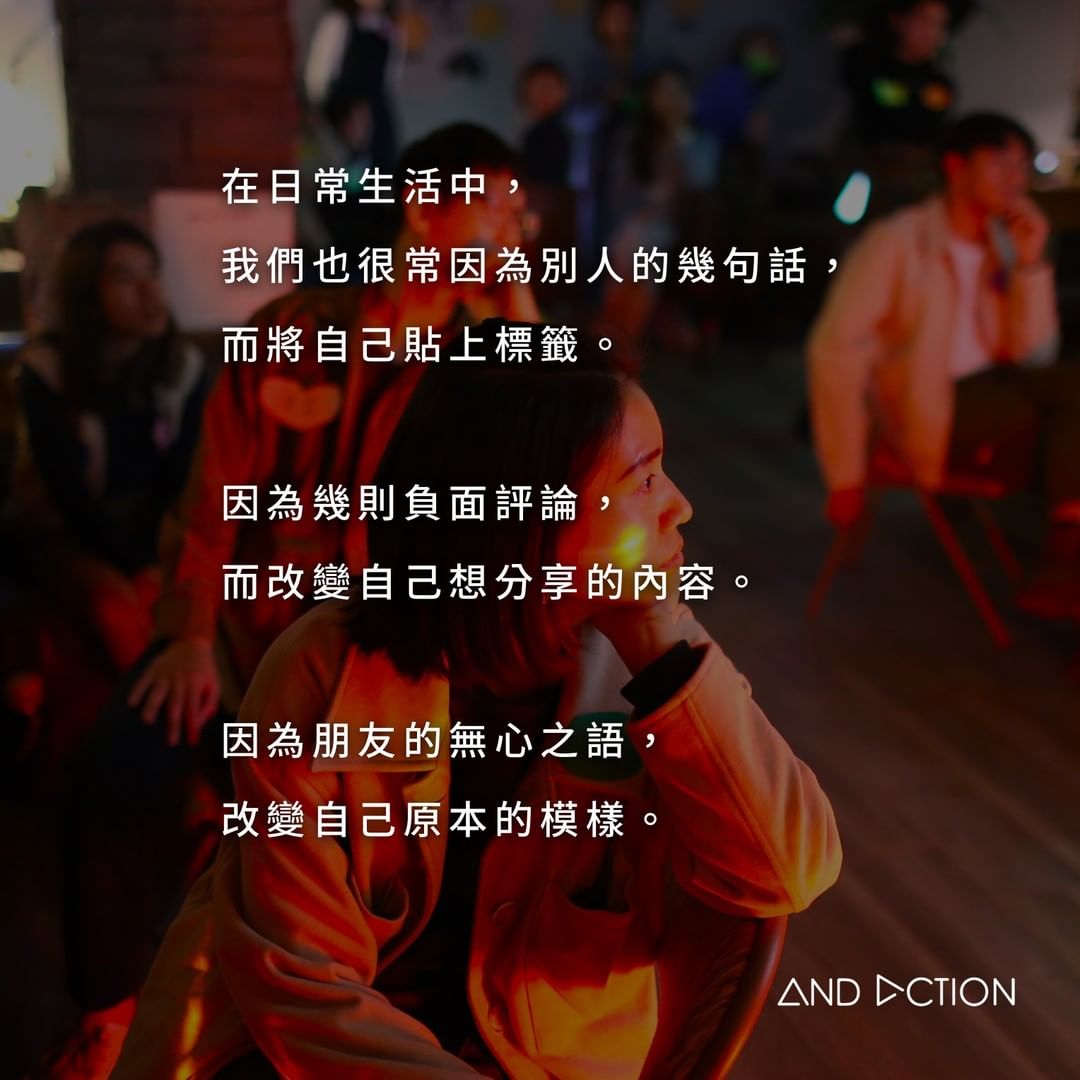 在日常生活中，
我們也很常因為別人的幾句話，
而將自己貼上標籤。
因為幾則負面評論，
而改變自己想分享的內容。
因為朋友的無心之語，
改變自己原本的模樣。
AND ACTION